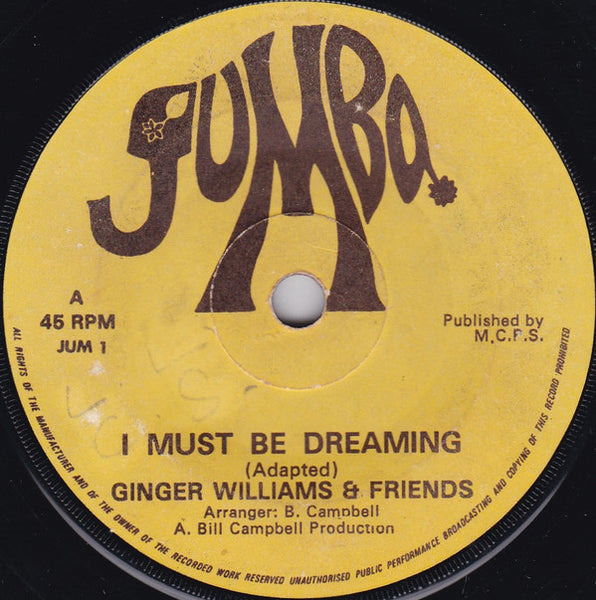 JUMBO
A
45 RPM
JUM 1
Published by
M.C.P.S.
I MUST BE DREAMING
(Adapted)
GINGER WILLIAMS & FRIENDS
Arranger: B. Campbell
A. Bill Campbell Production
ALL RIGHTS OF THE MANUFACTURER AND OF THE OWNER OF THE RECORDED WORK RESERVED UNAUTHORISED PUBLIC PERFORMANCE BROADCASTING AND COPYING OF THIS RECORD PROHIBITED